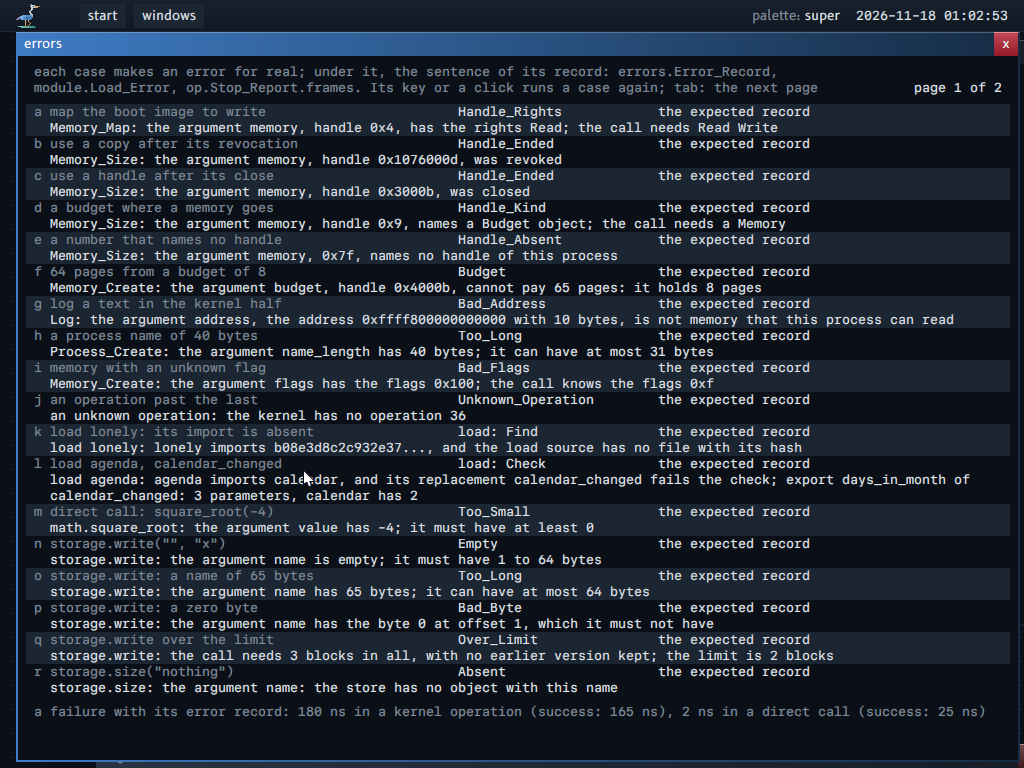 start windows palette: super 2026-11-18 01:02:53
errors x
each case makes an error for real; under it, the sentence of its record: errors.Error_Record,
module.Load_Error, op.Stop_Report.frames. Its key or a click runs a case again; tab: the next page page 1 of 2
a map the boot image to write Handle_Rights the expected record
Memory_Map: the argument memory, handle 0x4, has the rights Read; the call needs Read Write
b use a copy after its revocation Handle_Ended the expected record
Memory_Size: the argument memory, handle 0x1076000d, was revoked
c use a handle after its close Handle_Ended the expected record
Memory_Size: the argument memory, handle 0x3000b, was closed
d a budget where a memory goes Handle_Kind the expected record
Memory_Size: the argument memory, handle 0x9, names a Budget object; the call needs a Memory
e a number that names no handle Handle_Absent the expected record
Memory_Size: the argument memory, 0x7f, names no handle of this process
f 64 pages from a budget of 8 Budget the expected record
Memory_Create: the argument budget, handle 0x4000b, cannot pay 65 pages: it holds 8 pages
g log a text in the kernel half Bad_Address the expected record
Log: the argument address, the address 0xffff800000000000 with 10 bytes, is not memory that this process can read
h a process name of 40 bytes Too_Long the expected record
Process_Create: the argument name_length has 40 bytes; it can have at most 31 bytes
i memory with an unknown flag Bad_Flags the expected record
Memory_Create: the argument flags has the flags 0x100; the call knows the flags 0xf
j an operation past the last Unknown_Operation the expected record
an unknown operation: the kernel has no operation 36
k load lonely: its import is absent load: Find the expected record
load lonely: lonely imports b08e3d8c2c932e37..., and the load source has no file with its hash
l load agenda, calendar_changed load: Check the expected record
load agenda: agenda imports calendar, and its replacement calendar_changed fails the check; export days_in_month of
calendar_changed: 3 parameters, calendar has 2
m direct call: square_root(-4) Too_Small the expected record
math.square_root: the argument value has -4; it must have at least 0
n storage.write("", "x") Empty the expected record
storage.write: the argument name is empty; it must have 1 to 64 bytes
o storage.write: a name of 65 bytes Too_Long the expected record
storage.write: the argument name has 65 bytes; it can have at most 64 bytes
p storage.write: a zero byte Bad_Byte the expected record
storage.write: the argument name has the byte 0 at offset 1, which it must not have
q storage.write over the limit Over_Limit the expected record
storage.write: the call needs 3 blocks in all, with no earlier version kept; the limit is 2 blocks
r storage.size("nothing") Absent the expected record
storage.size: the argument name: the store has no object with this name
a failure with its error record: 180 ns in a kernel operation (success: 165 ns), 2 ns in a direct call (success: 25 ns)